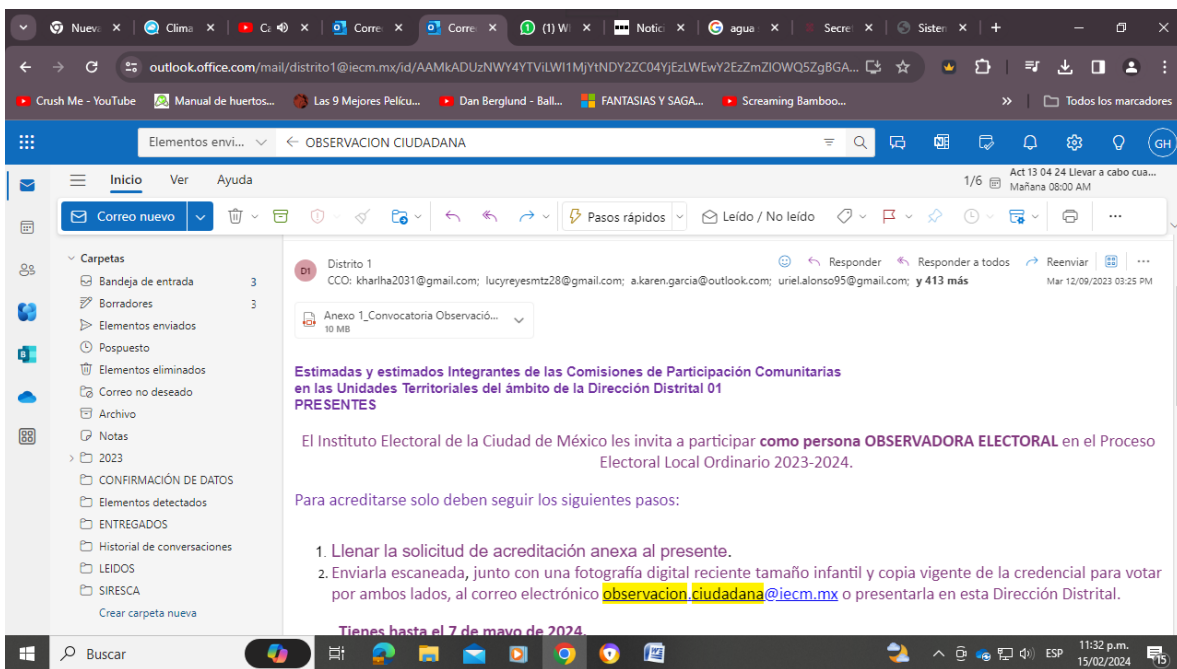 Nueva
Clima
Ca
Corre
Corre
(1) W
Notici
agua
Secre
Sistem
outlook.office.com/mail/distrito1@iecm.mx/id/AAMkADUzNWY4YTViLWI1MjYtNDY2ZC04YjEzLWEwY2EzZmZlOWQ5ZgBGA...
Crush Me - YouTube
Manual de huertos...
Las 9 Mejores Pelícu...
Dan Berglund - Ball...
FANTASIAS Y SAGA...
Screaming Bamboo...
»
Todos los marcadores
Elementos envi...
OBSERVACION CIUDADANA
GH
Inicio Ver Ayuda
1/6
Act 13 04 24 Llevar a cabo cua...
Mañana 08:00 AM
Correo nuevo
Pasos rápidos
Leído / No leído
Carpetas
Bandeja de entrada 3
Borradores 3
Elementos enviados
Pospuesto
Elementos eliminados
Correo no deseado
Archivo
Notas
2023
CONFIRMACIÓN DE DATOS
Elementos detectados
ENTREGADOS
Historial de conversaciones
LEIDOS
SIRESCA
Crear carpeta nueva
D1
Distrito 1
Responder Responder a todos Reenviar
CCO: kharlha2031@gmail.com; lucyreyesmtz28@gmail.com; a.karen.garcia@outlook.com; uriel.alonso95@gmail.com; y 413 más
Mar 12/09/2023 03:25 PM
Anexo 1_Convocatoria Observació...
10 MB
Estimadas y estimados Integrantes de las Comisiones de Participación Comunitarias
en las Unidades Territoriales del ámbito de la Dirección Distrital 01
PRESENTES
El Instituto Electoral de la Ciudad de México les invita a participar como persona OBSERVADORA ELECTORAL en el Proceso
Electoral Local Ordinario 2023-2024.
Para acreditarse solo deben seguir los siguientes pasos:
1. Llenar la solicitud de acreditación anexa al presente.
2. Enviarla escaneada, junto con una fotografía digital reciente tamaño infantil y copia vigente de la credencial para votar
por ambos lados, al correo electrónico observacion.ciudadana@iecm.mx o presentarla en esta Dirección Distrital.
Tienes hasta el 7 de mayo de 2024.
Buscar
ESP
11:32 p.m.
15/02/2024
15